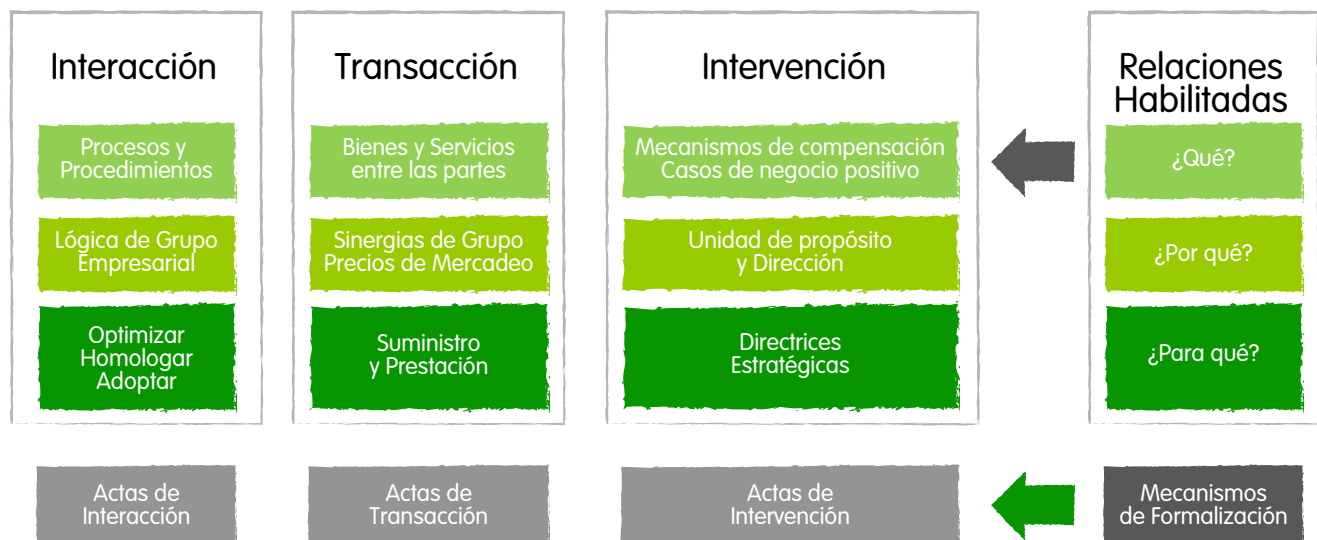 Interacción
Procesos y
Procedimientos
Lógica de Grupo
Empresarial
Optimizar
Homologar
Adoptar
Actas de
Interacción
Transacción
Bienes y Servicios
entre las partes
Sinergias de Grupo
Precios de Mercadeo
Suministro
y Prestación
Actas de
Transacción
Intervención
Mecanismos de compensación
Casos de negocio positivo
Unidad de propósito
y Dirección
Directrices
Estratégicas
Actas de
Intervención
Relaciones
Habilitadas
¿Qué?
¿Por qué?
¿Para qué?
Mecanismos
de Formalización